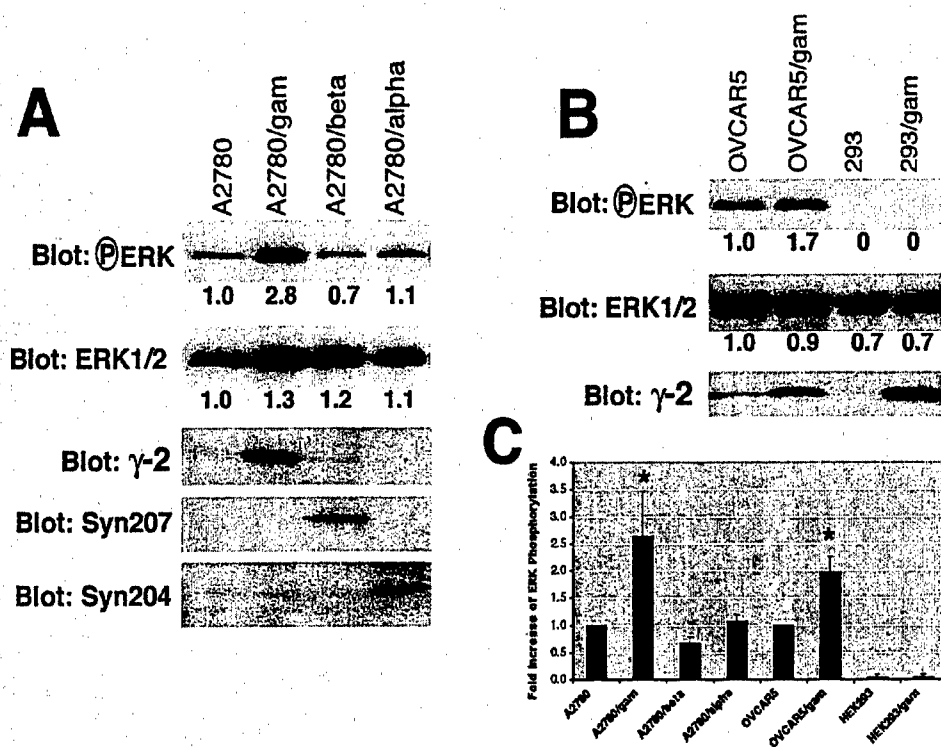 A
A2780
A2780/gam
A2780/beta
A2780/alpha
Blot: ⓅERK
1.0 2.8 0.7 1.1
Blot: ERK1/2
1.0 1.3 1.2 1.1
Blot: γ-2
Blot: Syn207
Blot: Syn204
B
OVCAR5
OVCAR5/gam
293
293/gam
Blot: ⓅERK
1.0 1.7 0 0
Blot: ERK1/2
1.0 0.9 0.7 0.7
Blot: γ-2
C
Fold Increase of ERK Phosphorylation
4.0
3.5
3.0
2.5
2.0
1.5
1.0
0.5
0.0
*
*
A2780
A2780/gam
A2780/beta
A2780/alpha
OVCAR5
OVCAR5/gam
HEK293
HEK293/gam